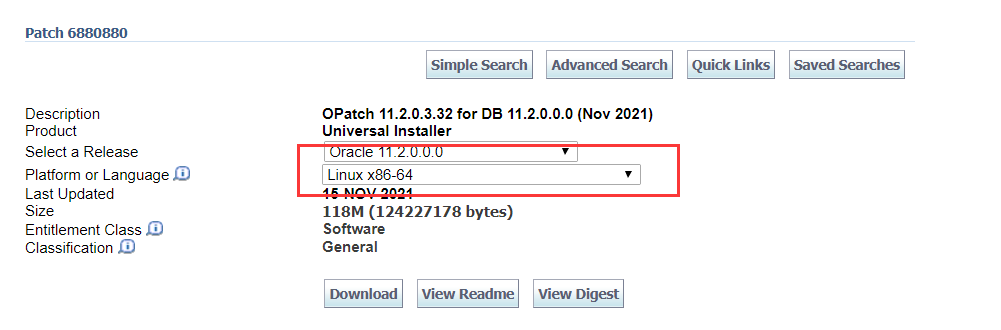 Patch 6880880
Simple Search Advanced Search Quick Links Saved Searches
Description OPatch 11.2.0.3.32 for DB 11.2.0.0.0 (Nov 2021)
Product Universal Installer
Select a Release Oracle 11.2.0.0.0
Platform or Language Linux x86-64
Last Updated 15-NOV-2021
Size 118M (124227178 bytes)
Entitlement Class Software
Classification General
Download View Readme View Digest